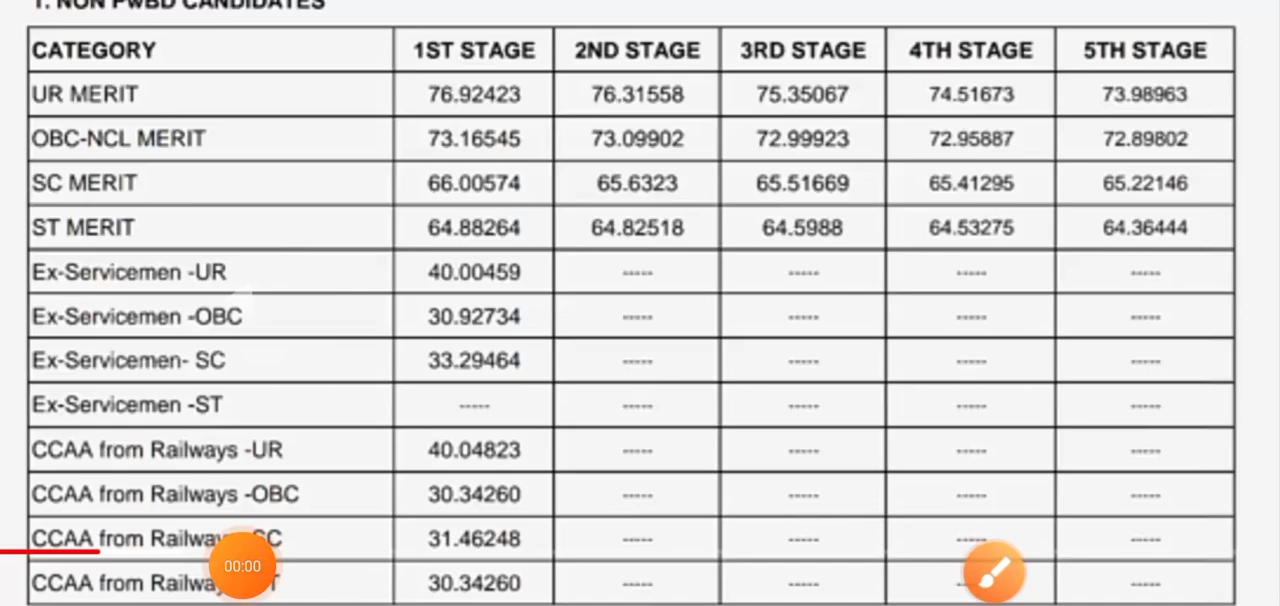 1. NON PwBD CANDIDATES
CATEGORY 1ST STAGE 2ND STAGE 3RD STAGE 4TH STAGE 5TH STAGE
UR MERIT 76.92423 76.31558 75.35067 74.51673 73.98963
OBC-NCL MERIT 73.16545 73.09902 72.99923 72.95887 72.89802
SC MERIT 66.00574 65.6323 65.51669 65.41295 65.22146
ST MERIT 64.88264 64.82518 64.5988 64.53275 64.36444
Ex-Servicemen -UR 40.00459 ----- ----- ----- -----
Ex-Servicemen -OBC 30.92734 ----- ----- ----- -----
Ex-Servicemen- SC 33.29464 ----- ----- ----- -----
Ex-Servicemen -ST ----- ----- ----- ----- -----
CCAA from Railways -UR 40.04823 ----- ----- ----- -----
CCAA from Railways -OBC 30.34260 ----- ----- ----- -----
CCAA from 31.46248 ----- ----- ----- -----
CCAA from 30.34260 ----- ----- ----- -----
00:00